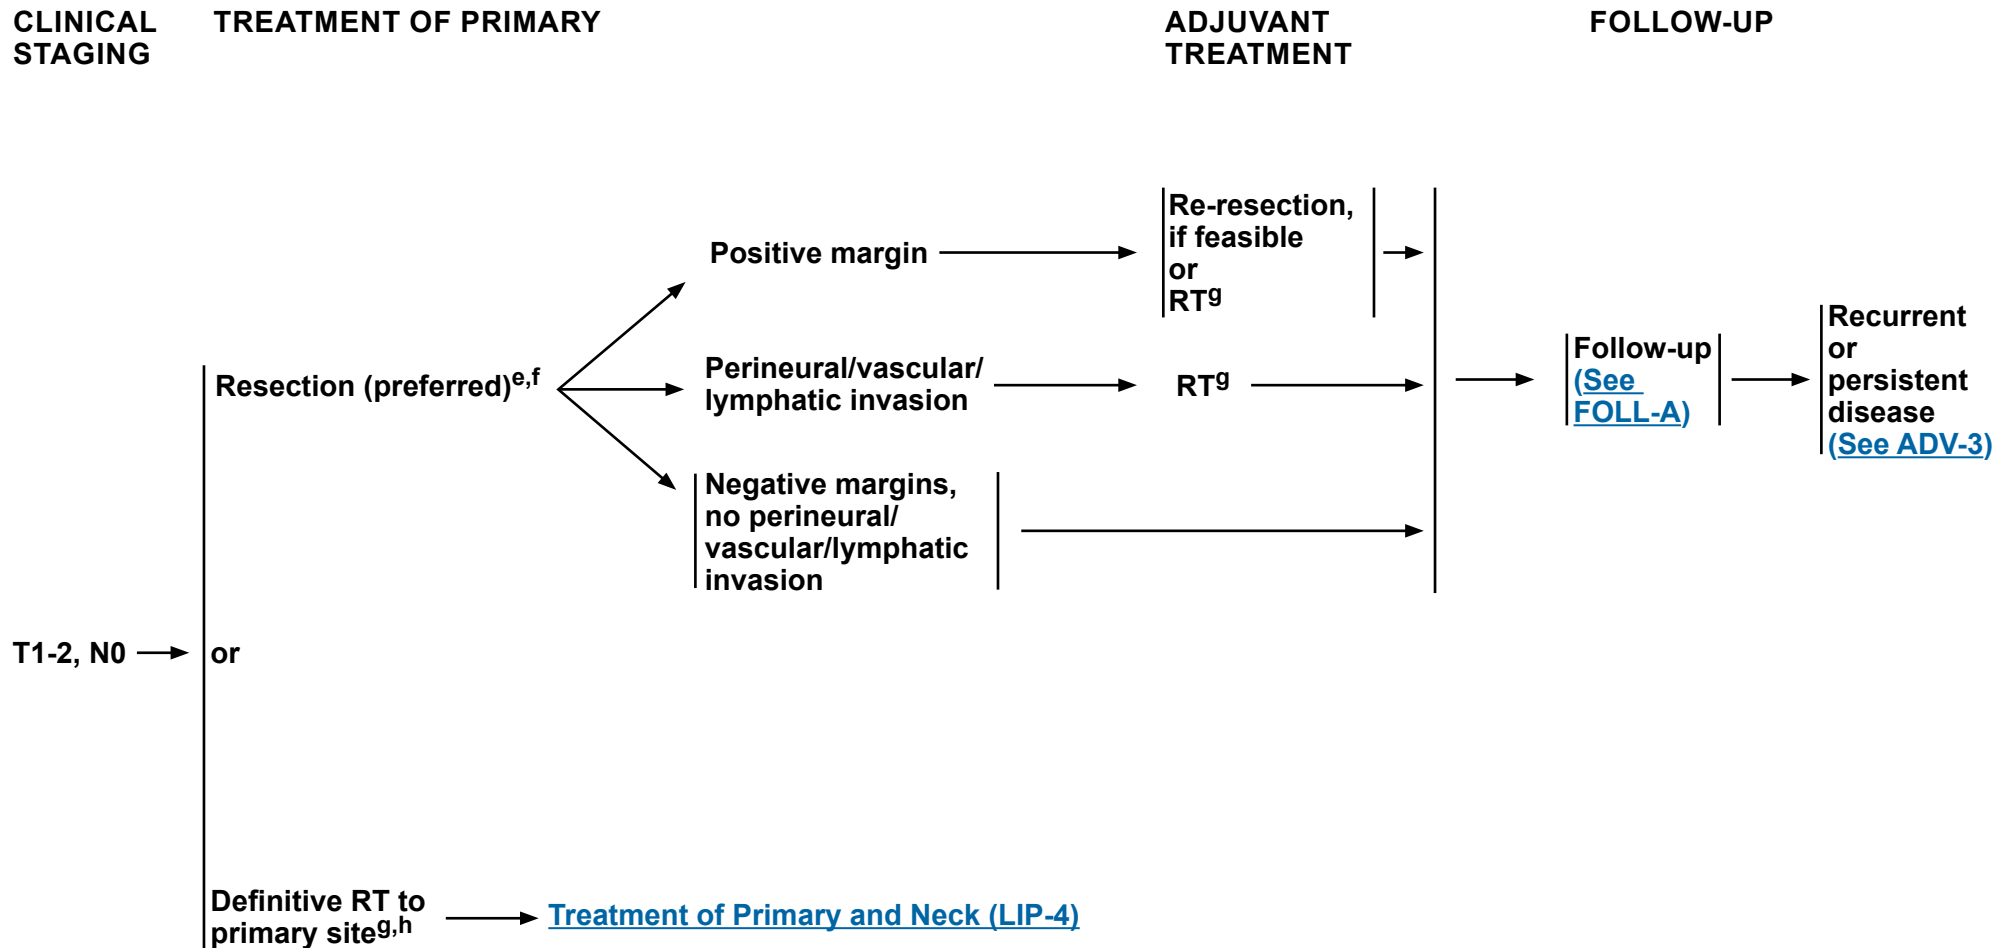 CLINICAL
STAGING
TREATMENT OF PRIMARY
ADJUVANT
TREATMENT
FOLLOW-UP
T1-2, N0
Resection (preferred)e,f
or
Definitive RT to
primary siteg,h
Positive margin
Perineural/vascular/
lymphatic invasion
Negative margins,
no perineural/
vascular/lymphatic
invasion
Treatment of Primary and Neck (LIP-4)
Re-resection,
if feasible
or
RTg
RTg
Follow-up
(See
FOLL-A)
Recurrent
or
persistent
disease
(See ADV-3)